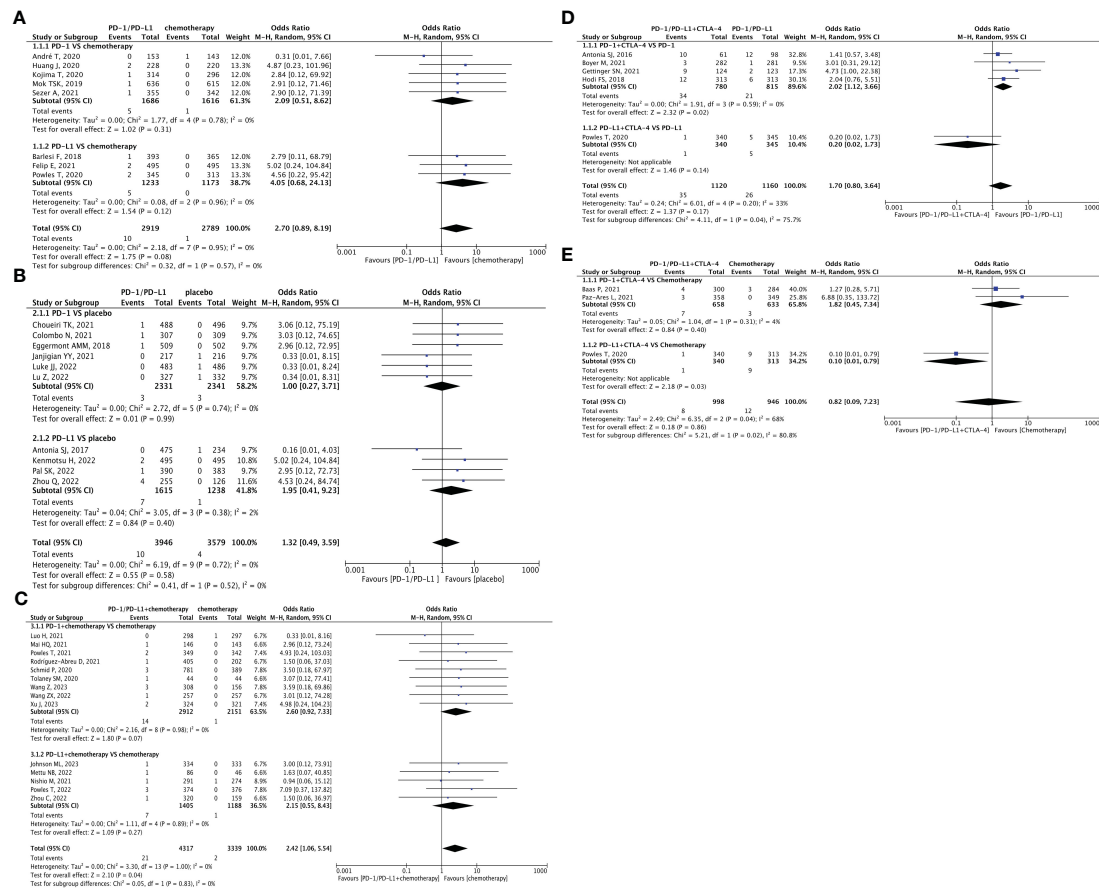 A
PD-1/PD-L1 chemotherapy Odds Ratio Odds Ratio
Study or Subgroup Events Total Events Total Weight M-H, Random, 95% CI M-H, Random, 95% CI
1.1.1 PD-1 VS chemotherapy
André T, 2020 0 153 1 143 12.0% 0.31 [0.01, 7.66]
Huang J, 2020 2 228 0 220 13.4% 4.87 [0.23, 101.96]
Kojima T, 2020 1 314 0 296 12.0% 2.84 [0.12, 69.92]
Mok TSK, 2019 1 636 0 615 12.0% 2.91 [0.12, 71.46]
Sezer A, 2021 1 355 0 342 12.0% 2.90 [0.12, 71.39]
Subtotal (95% CI) 1686 1616 61.3% 2.09 [0.51, 8.62]
Total events 5 1
Heterogeneity: Tau² = 0.00; Chi² = 1.77, df = 4 (P = 0.78); I² = 0%
Test for overall effect: Z = 1.02 (P = 0.31)
1.1.2 PD-L1 VS chemotherapy
Barlesi F, 2018 1 393 0 365 12.0% 2.79 [0.11, 68.79]
Felip E, 2021 2 495 0 495 13.4% 5.02 [0.24, 104.84]
Powles T, 2020 2 345 0 313 13.4% 4.56 [0.22, 95.42]
Subtotal (95% CI) 1233 1173 38.7% 4.05 [0.68, 24.13]
Total events 5 0
Heterogeneity: Tau² = 0.00; Chi² = 0.08, df = 2 (P = 0.96); I² = 0%
Test for overall effect: Z = 1.54 (P = 0.12)
Total (95% CI) 2919 2789 100.0% 2.70 [0.89, 8.19]
Total events 10 1
Heterogeneity: Tau² = 0.00; Chi² = 2.18, df = 7 (P = 0.95); I² = 0%
Test for overall effect: Z = 1.75 (P = 0.08)
Test for subgroup differences: Chi² = 0.32, df = 1 (P = 0.57), I² = 0%
0.001 0.1 1 10 1000
Favours [PD-1/PD-L1] Favours [chemotherapy]
B
PD-1/PD-L1 placebo Odds Ratio Odds Ratio
Study or Subgroup Events Total Events Total Weight M-H, Random, 95% CI M-H, Random, 95% CI
2.1.1 PD-1 VS placebo
Choueiri TK, 2021 1 488 0 496 9.7% 3.06 [0.12, 75.19]
Colombo N, 2021 1 307 0 309 9.7% 3.03 [0.12, 74.65]
Eggermont AMM, 2018 1 509 0 502 9.7% 2.96 [0.12, 72.95]
Janjigian YY, 2021 0 217 1 216 9.7% 0.33 [0.01, 8.15]
Luke JJ, 2022 0 483 1 486 9.7% 0.33 [0.01, 8.24]
Lu Z, 2022 0 327 1 332 9.7% 0.34 [0.01, 8.31]
Subtotal (95% CI) 2331 2341 58.2% 1.00 [0.27, 3.71]
Total events 3 3
Heterogeneity: Tau² = 0.00; Chi² = 2.72, df = 5 (P = 0.74); I² = 0%
Test for overall effect: Z = 0.01 (P = 0.99)
2.1.2 PD-L1 VS placebo
Antonia SJ, 2017 0 475 1 234 9.7% 0.16 [0.01, 4.03]
Kenmotsu H, 2022 2 495 0 495 10.8% 5.02 [0.24, 104.84]
Pal SK, 2022 1 390 0 383 9.7% 2.95 [0.12, 72.73]
Zhou Q, 2022 4 255 0 126 11.6% 4.53 [0.24, 84.74]
Subtotal (95% CI) 1615 1238 41.8% 1.95 [0.41, 9.23]
Total events 7 1
Heterogeneity: Tau² = 0.04; Chi² = 3.05, df = 3 (P = 0.38); I² = 2%
Test for overall effect: Z = 0.84 (P = 0.40)
Total (95% CI) 3946 3579 100.0% 1.32 [0.49, 3.59]
Total events 10 4
Heterogeneity: Tau² = 0.00; Chi² = 6.19, df = 9 (P = 0.72); I² = 0%
Test for overall effect: Z = 0.55 (P = 0.58)
Test for subgroup differences: Chi² = 0.41, df = 1 (P = 0.52), I² = 0%
0.001 0.1 1 10 1000
Favours [PD-1/PD-L1 ] Favours [placebo]
C
PD-1/PD-L1+chemotherapy chemotherapy Odds Ratio Odds Ratio
Study or Subgroup Events Total Events Total Weight M-H, Random, 95% CI M-H, Random, 95% CI
3.1.1 PD-1+chemotherapy VS chemotherapy
Luo H, 2021 0 298 1 297 6.7% 0.33 [0.01, 8.16]
Mai HQ, 2021 1 146 0 143 6.6% 2.96 [0.12, 73.24]
Powles T, 2021 2 349 0 342 7.4% 4.93 [0.24, 103.03]
Rodríguez-Abreu D, 2021 1 405 0 202 6.7% 1.50 [0.06, 37.03]
Schmid P, 2020 3 781 0 389 7.8% 3.50 [0.18, 67.97]
Tolaney SM, 2020 1 44 0 44 6.6% 3.07 [0.12, 77.41]
Wang Z, 2023 3 308 0 156 7.8% 3.59 [0.18, 69.86]
Wang ZX, 2022 1 257 0 257 6.6% 3.01 [0.12, 74.28]
Xu J, 2023 2 324 0 321 7.4% 4.98 [0.24, 104.23]
Subtotal (95% CI) 2912 2151 63.5% 2.60 [0.92, 7.33]
Total events 14 1
Heterogeneity: Tau² = 0.00; Chi² = 2.16, df = 8 (P = 0.98); I² = 0%
Test for overall effect: Z = 1.80 (P = 0.07)
3.1.2 PD-L1+chemotherapy VS chemotherapy
Johnson ML, 2023 1 334 0 333 6.7% 3.00 [0.12, 73.91]
Mettu NB, 2022 1 86 0 46 6.6% 1.63 [0.07, 40.85]
Nishio M, 2021 1 291 1 274 8.9% 0.94 [0.06, 15.12]
Powles T, 2022 3 374 0 376 7.8% 7.09 [0.37, 137.82]
Zhou C, 2022 1 320 0 159 6.7% 1.50 [0.06, 36.97]
Subtotal (95% CI) 1405 1188 36.5% 2.15 [0.55, 8.43]
Total events 7 1
Heterogeneity: Tau² = 0.00; Chi² = 1.11, df = 4 (P = 0.89); I² = 0%
Test for overall effect: Z = 1.09 (P = 0.27)
Total (95% CI) 4317 3339 100.0% 2.42 [1.06, 5.54]
Total events 21 2
Heterogeneity: Tau² = 0.00; Chi² = 3.30, df = 13 (P = 1.00); I² = 0%
Test for overall effect: Z = 2.10 (P = 0.04)
Test for subgroup differences: Chi² = 0.05, df = 1 (P = 0.83), I² = 0%
0.001 0.1 1 10 1000
Favours [PD-1/PD-L1+chemotherapy] Favours [chemotherapy]
D
PD-1/PD-L1+CTLA-4 PD-1/PD-L1 Odds Ratio Odds Ratio
Study or Subgroup Events Total Events Total Weight M-H, Random, 95% CI M-H, Random, 95% CI
1.1.1 PD-1+CTLA-4 VS PD-1
Antonia SJ, 2016 10 61 12 98 32.8% 1.41 [0.57, 3.48]
Boyer M, 2021 3 282 1 281 9.2% 3.01 [0.31, 29.12]
Gettinger SN, 2021 9 124 2 123 17.3% 4.73 [1.00, 22.38]
Hodi FS, 2018 12 313 6 313 30.3% 2.04 [0.76, 5.51]
Subtotal (95% CI) 780 815 89.6% 2.02 [1.12, 3.66]
Total events 34 21
Heterogeneity: Tau² = 0.00; Chi² = 1.91, df = 3 (P = 0.59); I² = 0%
Test for overall effect: Z = 2.32 (P = 0.02)
1.1.2 PD-L1+CTLA-4 VS PD-L1
Powles T, 2020 1 340 5 345 10.4% 0.20 [0.02, 1.73]
Subtotal (95% CI) 340 345 10.4% 0.20 [0.02, 1.73]
Total events 1 5
Heterogeneity: Not applicable
Test for overall effect: Z = 1.46 (P = 0.14)
Total (95% CI) 1120 1160 100.0% 1.70 [0.80, 3.64]
Total events 35 26
Heterogeneity: Tau² = 0.24; Chi² = 6.01, df = 4 (P = 0.20); I² = 33%
Test for overall effect: Z = 1.37 (P = 0.17)
Test for subgroup differences: Chi² = 4.11, df = 1 (P = 0.04), I² = 75.7%
0.001 0.1 1 10 1000
Favours [PD-1/PD-L1+CTLA-4] Favours [PD-1/PD-L1]
E
PD-1/PD-L1+CTLA-4 Chemotherapy Odds Ratio Odds Ratio
Study or Subgroup Events Total Events Total Weight M-H, Random, 95% CI M-H, Random, 95% CI
1.1.1 PD-1+CTLA-4 VS Chemotherapy
Baas P, 2021 4 300 3 284 40.0% 1.27 [0.28, 5.71]
Paz-Ares L, 2021 3 358 0 349 25.8% 6.88 [0.35, 133.72]
Subtotal (95% CI) 658 633 65.8% 1.82 [0.45, 7.34]
Total events 7 3
Heterogeneity: Tau² = 0.05; Chi² = 1.04, df = 1 (P = 0.31); I² = 4%
Test for overall effect: Z = 0.84 (P = 0.40)
1.1.2 PD-L1+CTLA-4 VS Chemotherapy
Powles T, 2020 1 340 9 313 34.2% 0.10 [0.01, 0.79]
Subtotal (95% CI) 340 313 34.2% 0.10 [0.01, 0.79]
Total events 1 9
Heterogeneity: Not applicable
Test for overall effect: Z = 2.18 (P = 0.03)
Total (95% CI) 998 946 100.0% 0.82 [0.09, 7.23]
Total events 8 12
Heterogeneity: Tau² = 2.49; Chi² = 6.35, df = 2 (P = 0.04); I² = 68%
Test for overall effect: Z = 0.18 (P = 0.86)
Test for subgroup differences: Chi² = 5.21, df = 1 (P = 0.02), I² = 80.8%
0.001 0.1 1 10 1000
Favours [PD-1/PD-L1+CTLA-4] Favours [Chemotherapy]